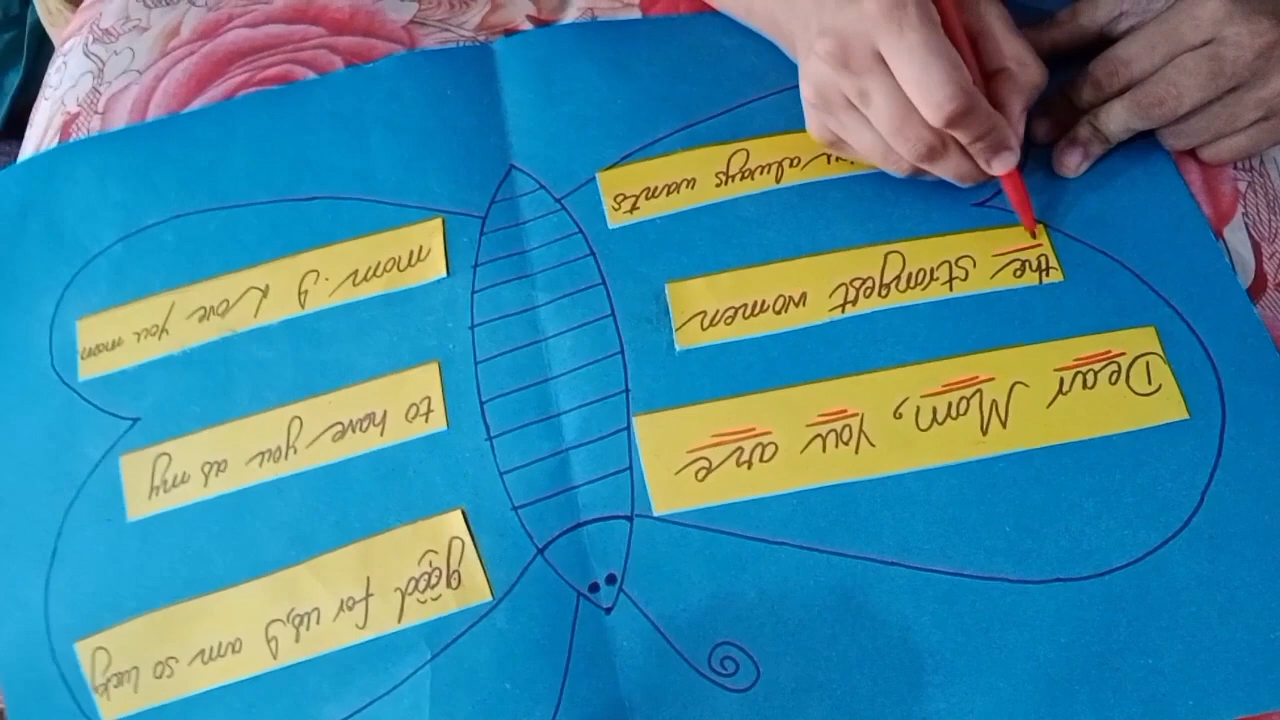 Dear Mom, You are
the strongest women
always wants
good for us, I am so lucky
to have you as my
mom. I Love you mom